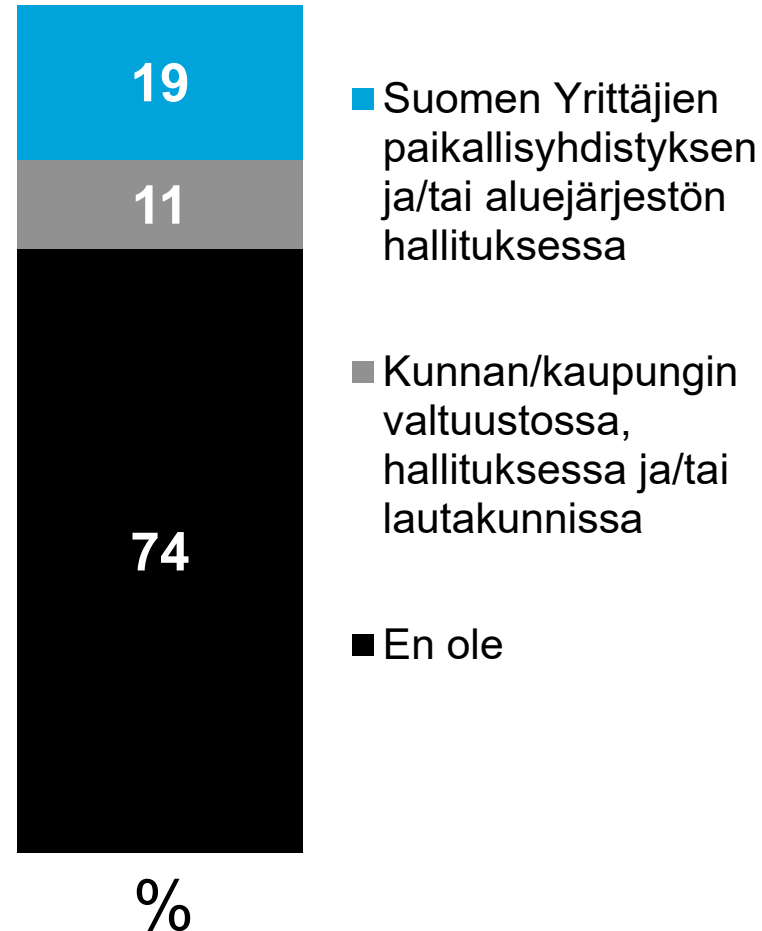 19
11
74
%
Suomen Yrittäjien
paikallisyhdistyksen
ja/tai aluejärjestön
hallituksessa
Kunnan/kaupungin
valtuustossa,
hallituksessa ja/tai
lautakunnissa
En ole